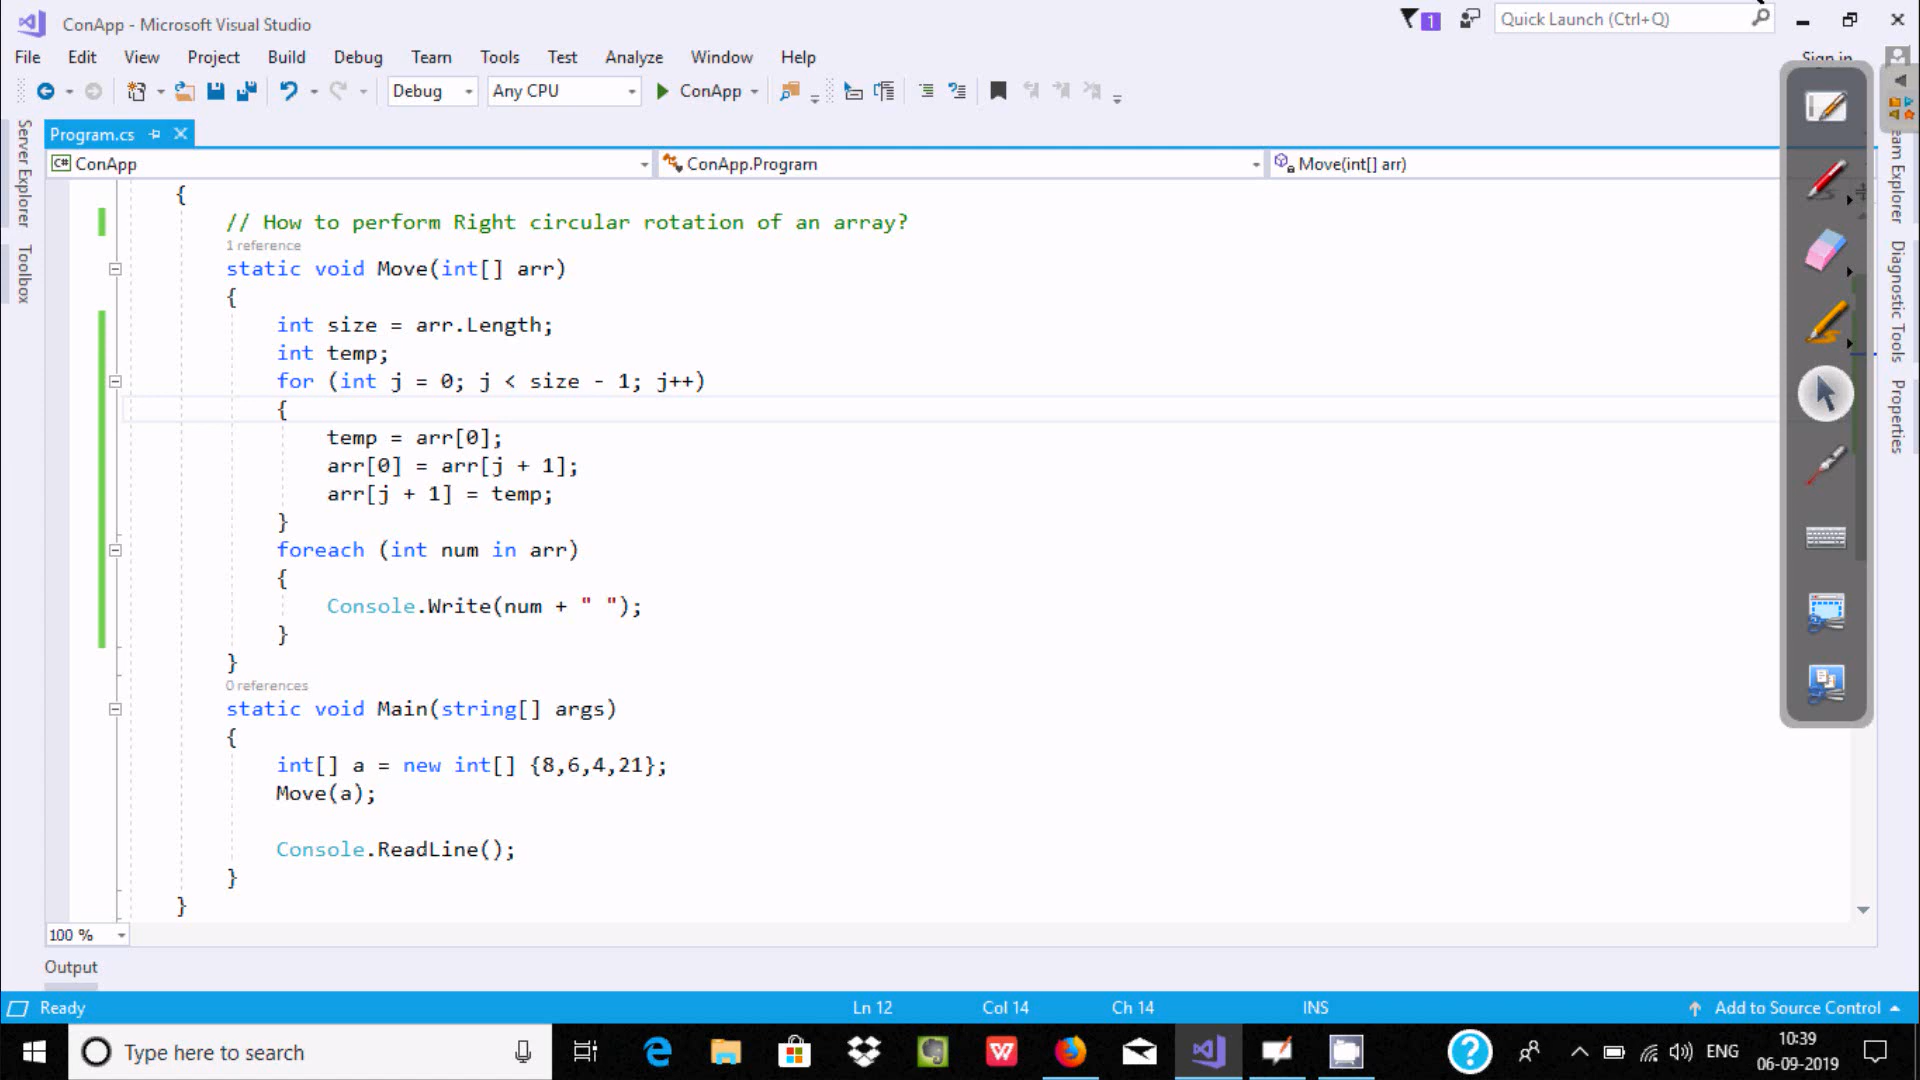 ConApp - Microsoft Visual Studio
1
Quick Launch (Ctrl+Q)
File Edit View Project Build Debug Team Tools Test Analyze Window Help
Sign in
Debug Any CPU ConApp
Server Explorer
Toolbox
Program.cs
C# ConApp
ConApp.Program
Move(int[] arr)
{
// How to perform Right circular rotation of an array?
1 reference
static void Move(int[] arr)
{
int size = arr.Length;
int temp;
for (int j = 0; j < size - 1; j++)
{
temp = arr[0];
arr[0] = arr[j + 1];
arr[j + 1] = temp;
}
foreach (int num in arr)
{
Console.Write(num + " ");
}
}
0 references
static void Main(string[] args)
{
int[] a = new int[] {8,6,4,21};
Move(a);
Console.ReadLine();
}
}
eam Explorer
Diagnostic Tools
Properties
100 %
Output
Ready Ln 12 Col 14 Ch 14 INS Add to Source Control
Type here to search
ENG
10:39
06-09-2019